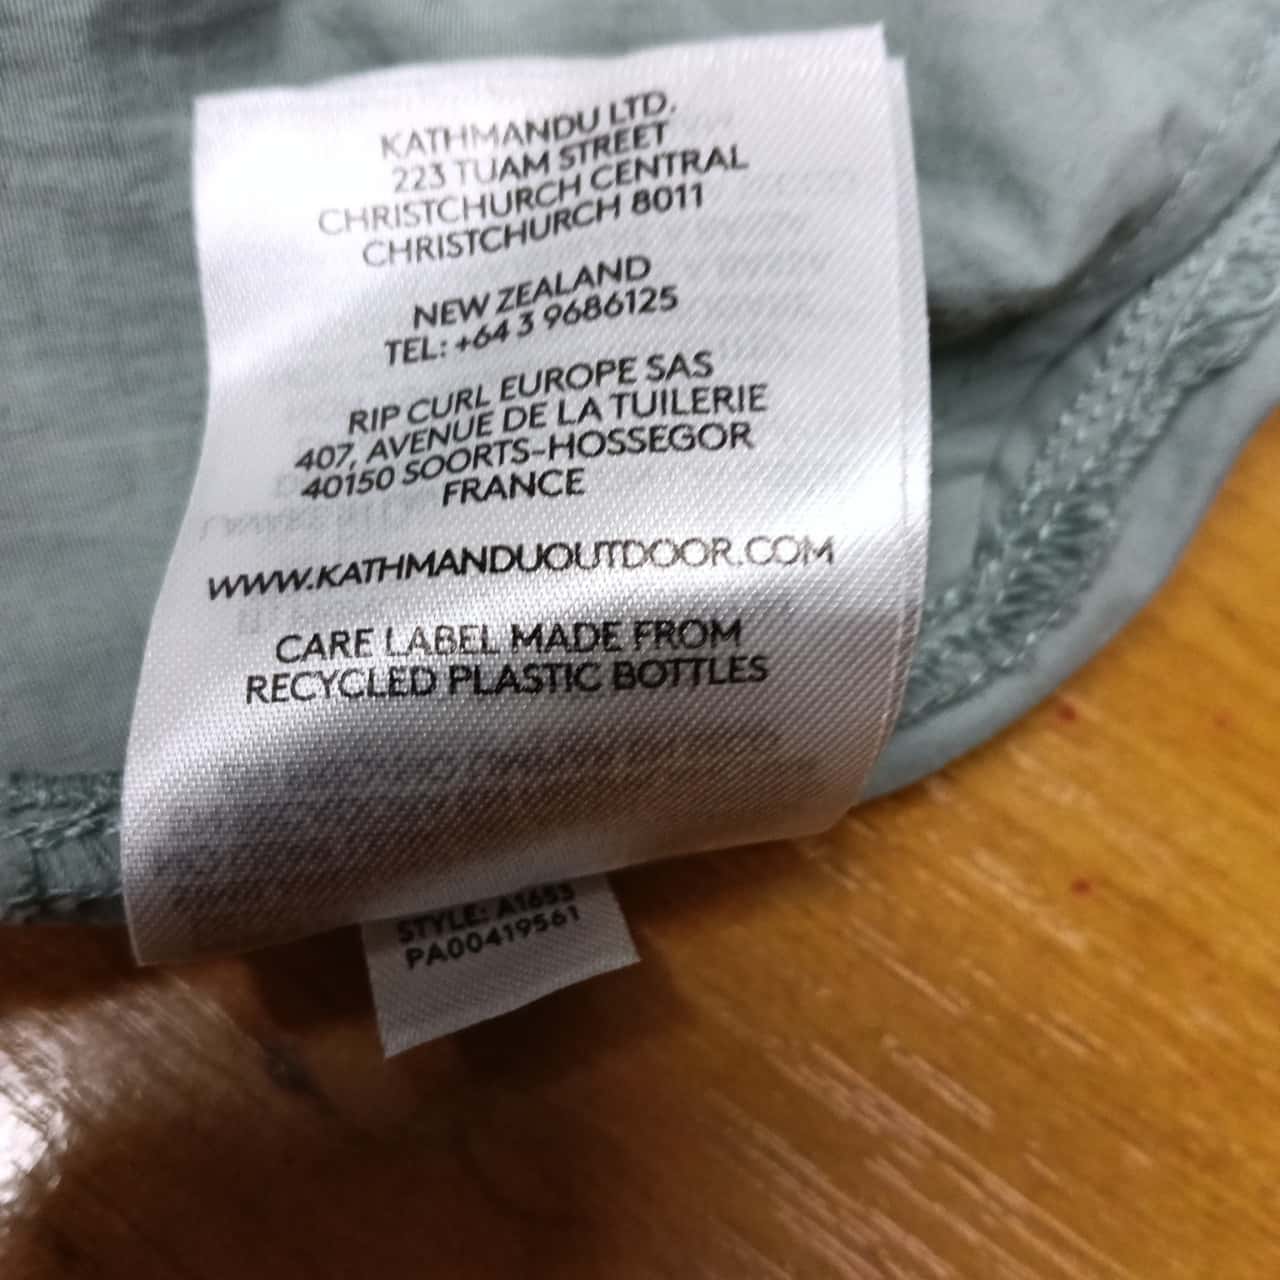 KATHMANDU LTD.
223 TUAM STREET
CHRISTCHURCH CENTRAL
CHRISTCHURCH 8011
NEW ZEALAND
TEL: +64 3 9686125
RIP CURL EUROPE SAS
407, AVENUE DE LA TUILERIE
40150 SOORTS-HOSSEGOR
FRANCE
WWW.KATHMANDUOUTDOOR.COM
CARE LABEL MADE FROM
RECYCLED PLASTIC BOTTLES
STYLE: A1653
PA00419561